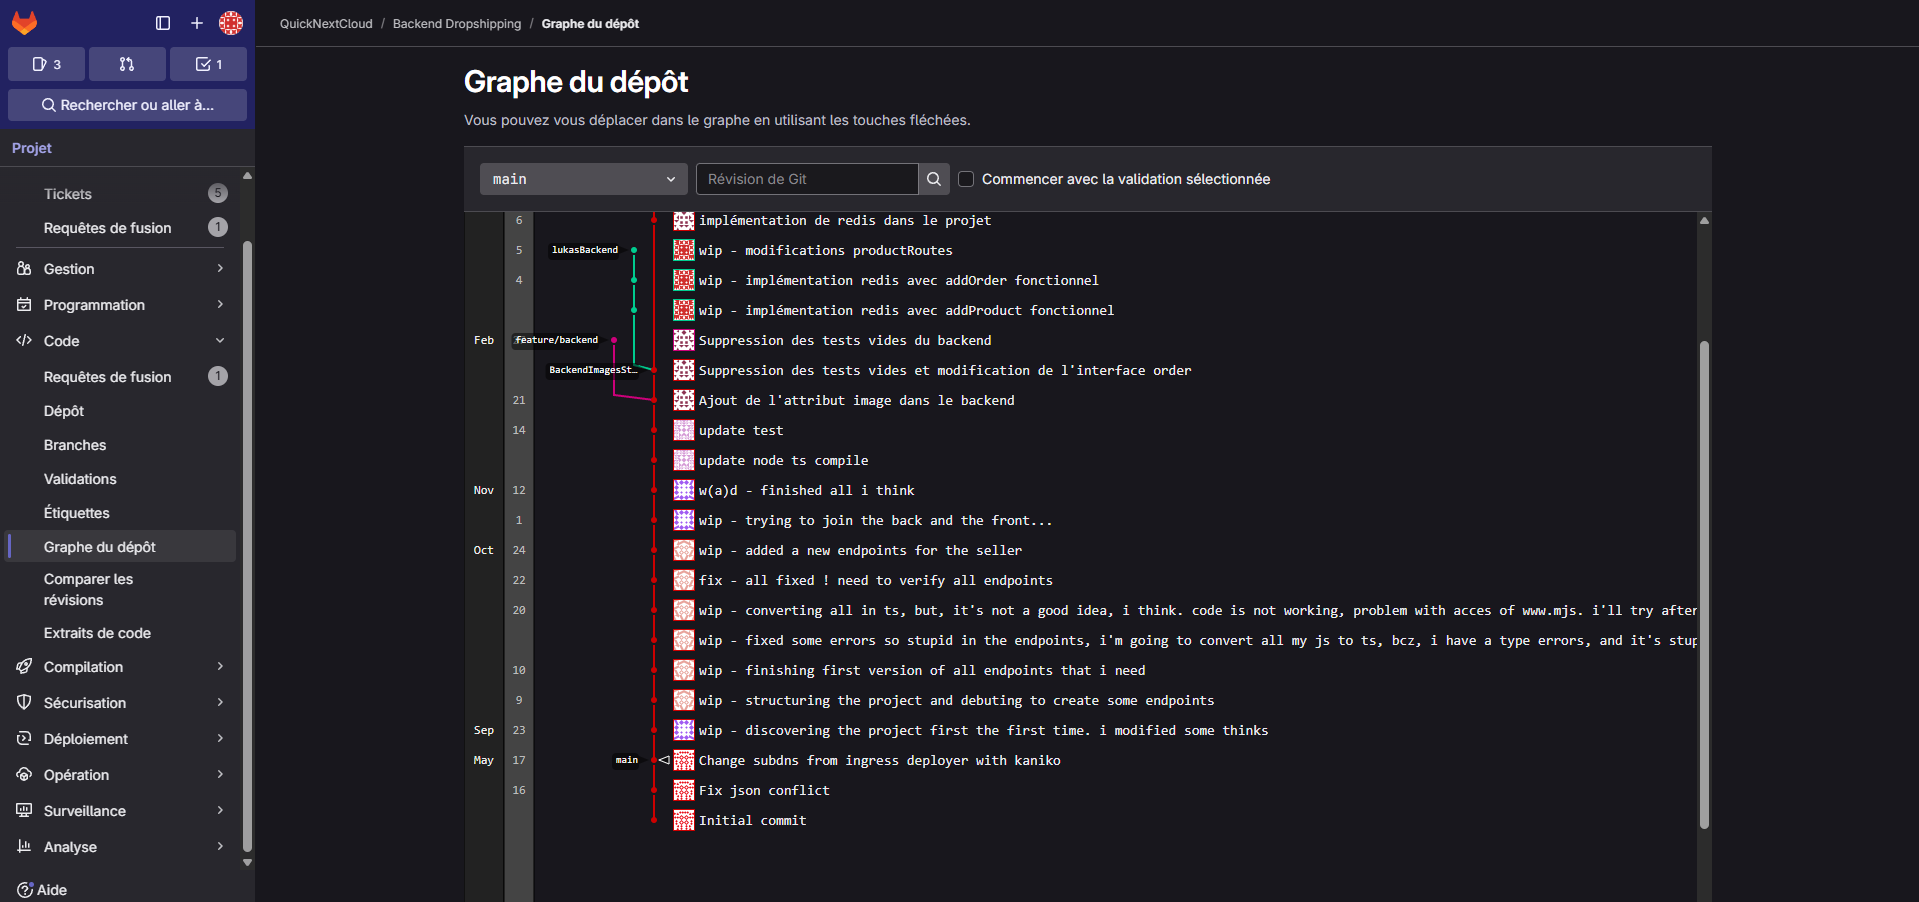 QuickNextCloud / Backend Dropshipping / Graphe du dépôt
3
1
Rechercher ou aller à...
Projet
Tickets 5
Requêtes de fusion 1
Gestion
Programmation
Code
Requêtes de fusion 1
Dépôt
Branches
Validations
Étiquettes
Graphe du dépôt
Comparer les
révisions
Extraits de code
Compilation
Sécurisation
Déploiement
Opération
Surveillance
Analyse
Aide
Graphe du dépôt
Vous pouvez vous déplacer dans le graphe en utilisant les touches fléchées.
main
Révision de Git
Commencer avec la validation sélectionnée
6 implémentation de redis dans le projet
5 lukasBackend wip - modifications productRoutes
4 wip - implémentation redis avec addOrder fonctionnel
wip - implémentation redis avec addProduct fonctionnel
Feb feature/backend Suppression des tests vides du backend
BackendImagesSt… Suppression des tests vides et modification de l'interface order
21 Ajout de l'attribut image dans le backend
14 update test
update node ts compile
Nov 12 w(a)d - finished all i think
1 wip - trying to join the back and the front...
Oct 24 wip - added a new endpoints for the seller
22 fix - all fixed ! need to verify all endpoints
20 wip - converting all in ts, but, it's not a good idea, i think. code is not working, problem with acces of www.mjs. i'll try after
wip - fixed some errors so stupid in the endpoints, i'm going to convert all my js to ts, bcz, i have a type errors, and it's stup
10 wip - finishing first version of all endpoints that i need
9 wip - structuring the project and debuting to create some endpoints
Sep 23 wip - discovering the project first the first time. i modified some thinks
May 17 main Change subdns from ingress deployer with kaniko
16 Fix json conflict
Initial commit